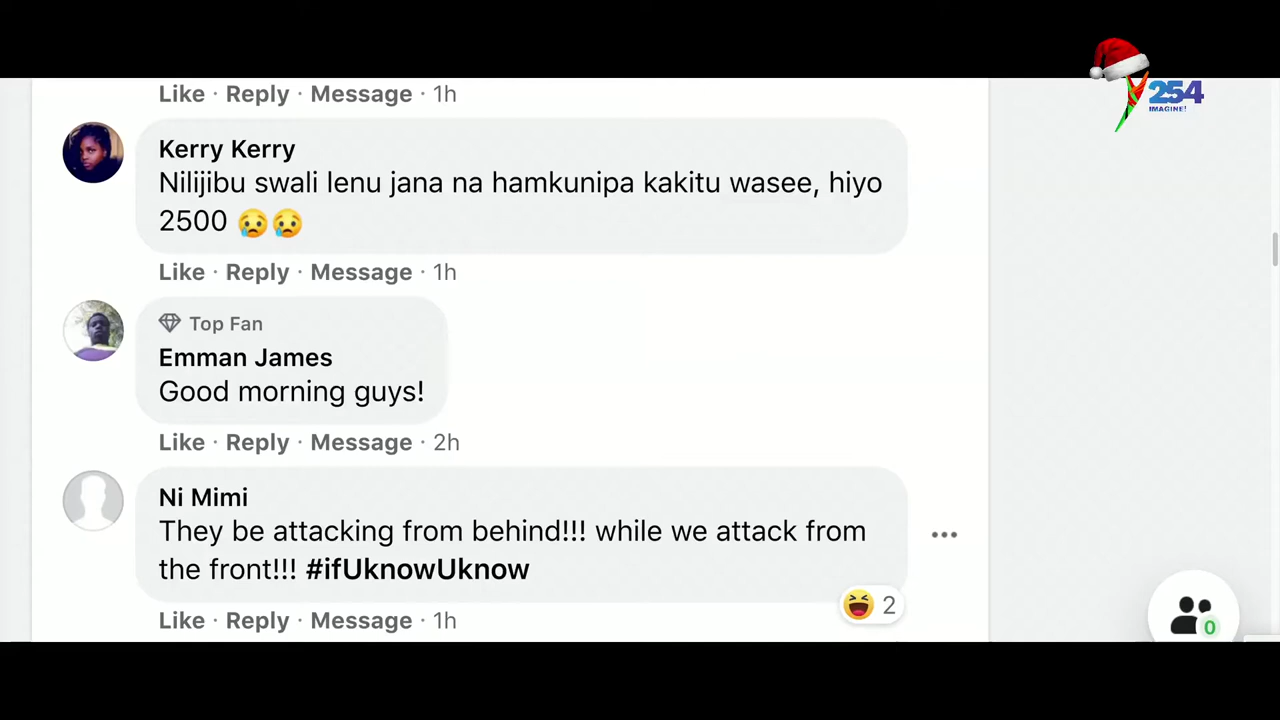 Like · Reply · Message · 1h
254
IMAGINE!
Kerry Kerry
Nilijibu swali lenu jana na hamkunipa kakitu wasee, hiyo
2500 😢😢
Like · Reply · Message · 1h
Top Fan
Emman James
Good morning guys!
Like · Reply · Message · 2h
Ni Mimi
They be attacking from behind!!! while we attack from
the front!!! #ifUknowUknow
2
Like · Reply · Message · 1h
0